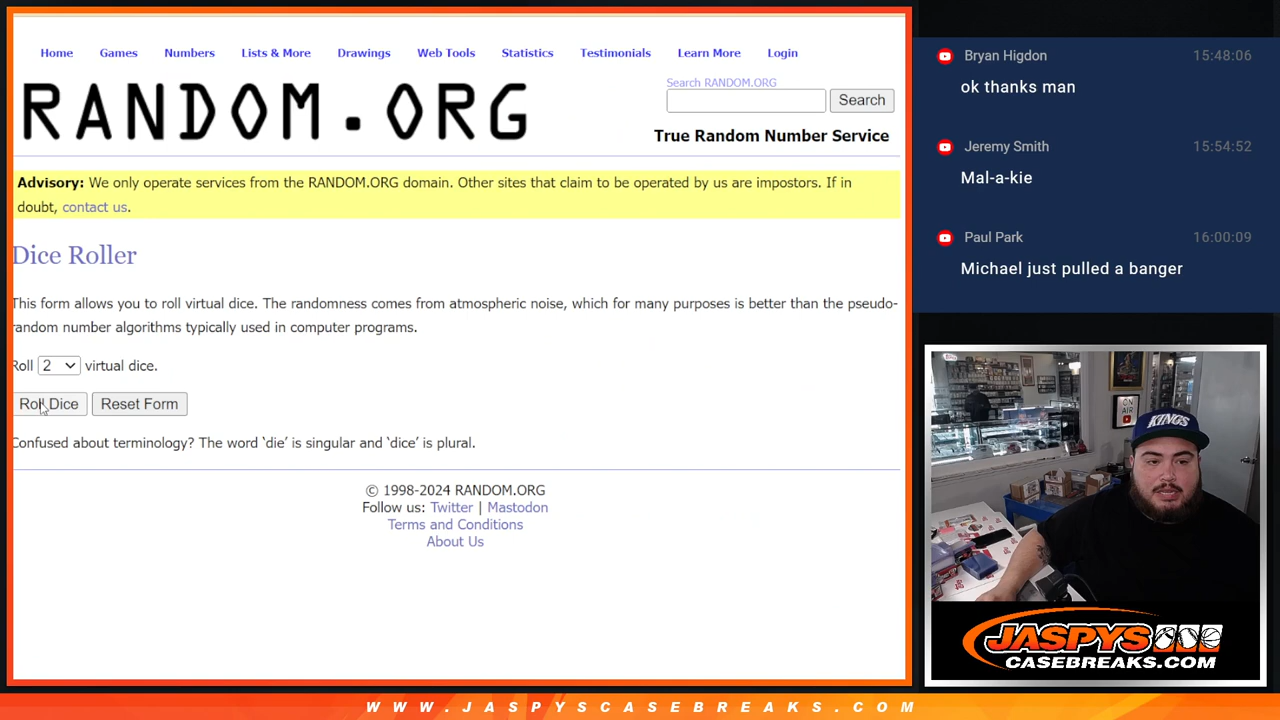 Home Games Numbers Lists & More Drawings Web Tools Statistics Testimonials Learn More Login
RANDOM.ORG
Search RANDOM.ORG
Search
True Random Number Service
Advisory: We only operate services from the RANDOM.ORG domain. Other sites that claim to be operated by us are impostors. If in
doubt, contact us.
Dice Roller
This form allows you to roll virtual dice. The randomness comes from atmospheric noise, which for many purposes is better than the pseudo-
random number algorithms typically used in computer programs.
Roll 2 virtual dice.
Roll Dice Reset Form
Confused about terminology? The word ‘die’ is singular and ‘dice’ is plural.
© 1998-2024 RANDOM.ORG
Follow us: Twitter | Mastodon
Terms and Conditions
About Us
Bryan Higdon 15:48:06
ok thanks man
Jeremy Smith 15:54:52
Mal-a-kie
Paul Park 16:00:09
Michael just pulled a banger
ON
AIR
KINGS
JASPYS
CASEBREAKS.COM
WWW.JASPYSCASEBREAKS.COM